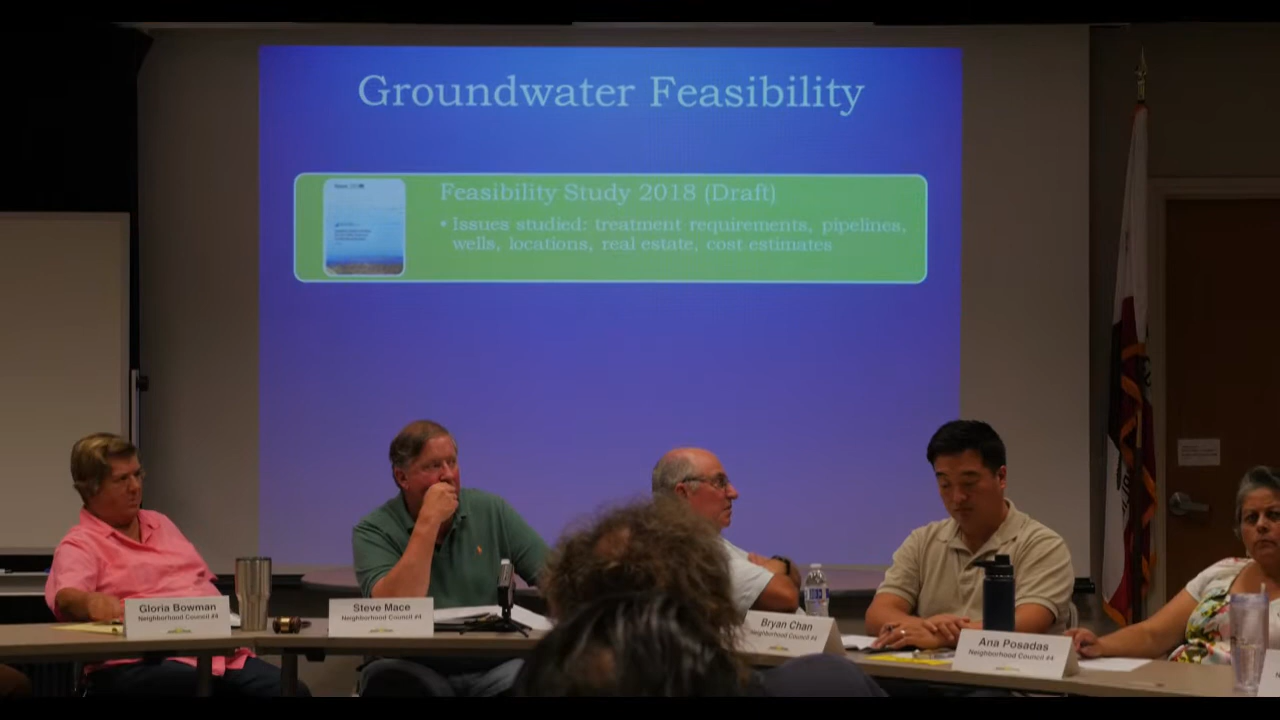 Groundwater Feasibility
Feasibility Study 2018 (Draft)
• Issues studied: treatment requirements, pipelines,
wells, locations, real estate, cost estimates
Gloria Bowman
Neighborhood Council #4
Steve Mace
Neighborhood Council #4
Bryan Chan
Neighborhood Council #4
Ana Posadas
Neighborhood Council #4